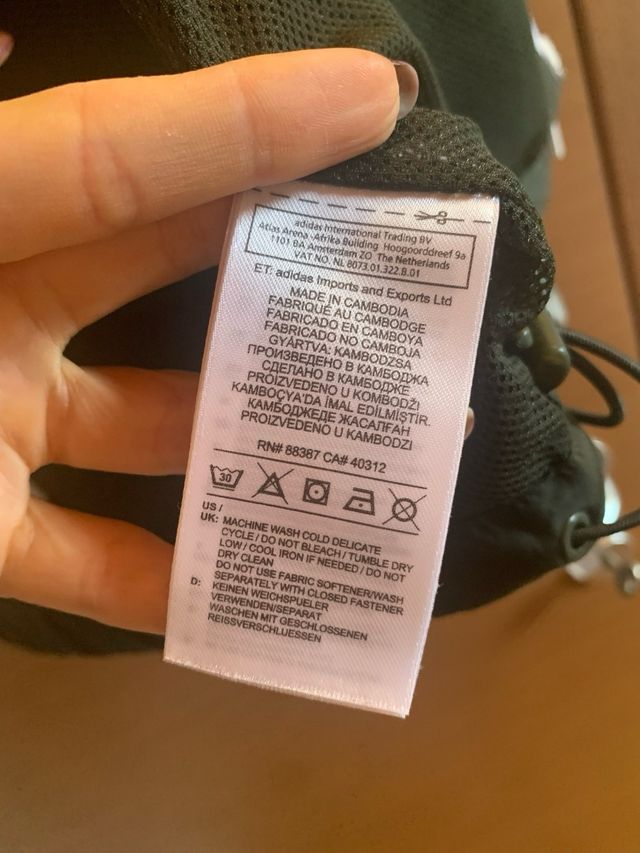 adidas International Trading BV
Atlas Arena Afrika Building Hoogoorddreef 9a
1101 BA Amsterdam ZO The Netherlands
VAT NO. NL 8073.01.322.B.01
ET: adidas Imports and Exports Ltd
MADE IN CAMBODIA
FABRIQUÉ AU CAMBODGE
FABRICADO EN CAMBOYA
FABRICADO NO CAMBOJA
GYÁRTVA: KAMBODZSA
ПРОИЗВЕДЕНО В КАМБОДЖА
СДЕЛАНО В КАМБОДЖЕ
PROIZVEDENO U KOMBODŽI
KAMBOÇYA'DA İMAL EDİLMİŞTİR.
КАМБОДЖЕДЕ ЖАСАЛҒАН
PROIZVEDENO U KAMBODZI
RN# 88387 CA# 40312
30
US /
UK: MACHINE WASH COLD DELICATE
CYCLE / DO NOT BLEACH / TUMBLE DRY
LOW / COOL IRON IF NEEDED / DO NOT
DRY CLEAN
DO NOT USE FABRIC SOFTENER/WASH
SEPARATELY WITH CLOSED FASTENER
D: KEINEN WEICHSPUELER
VERWENDEN/SEPARAT
WASCHEN MIT GESCHLOSSENEN
REISSVERSCHLUESSEN